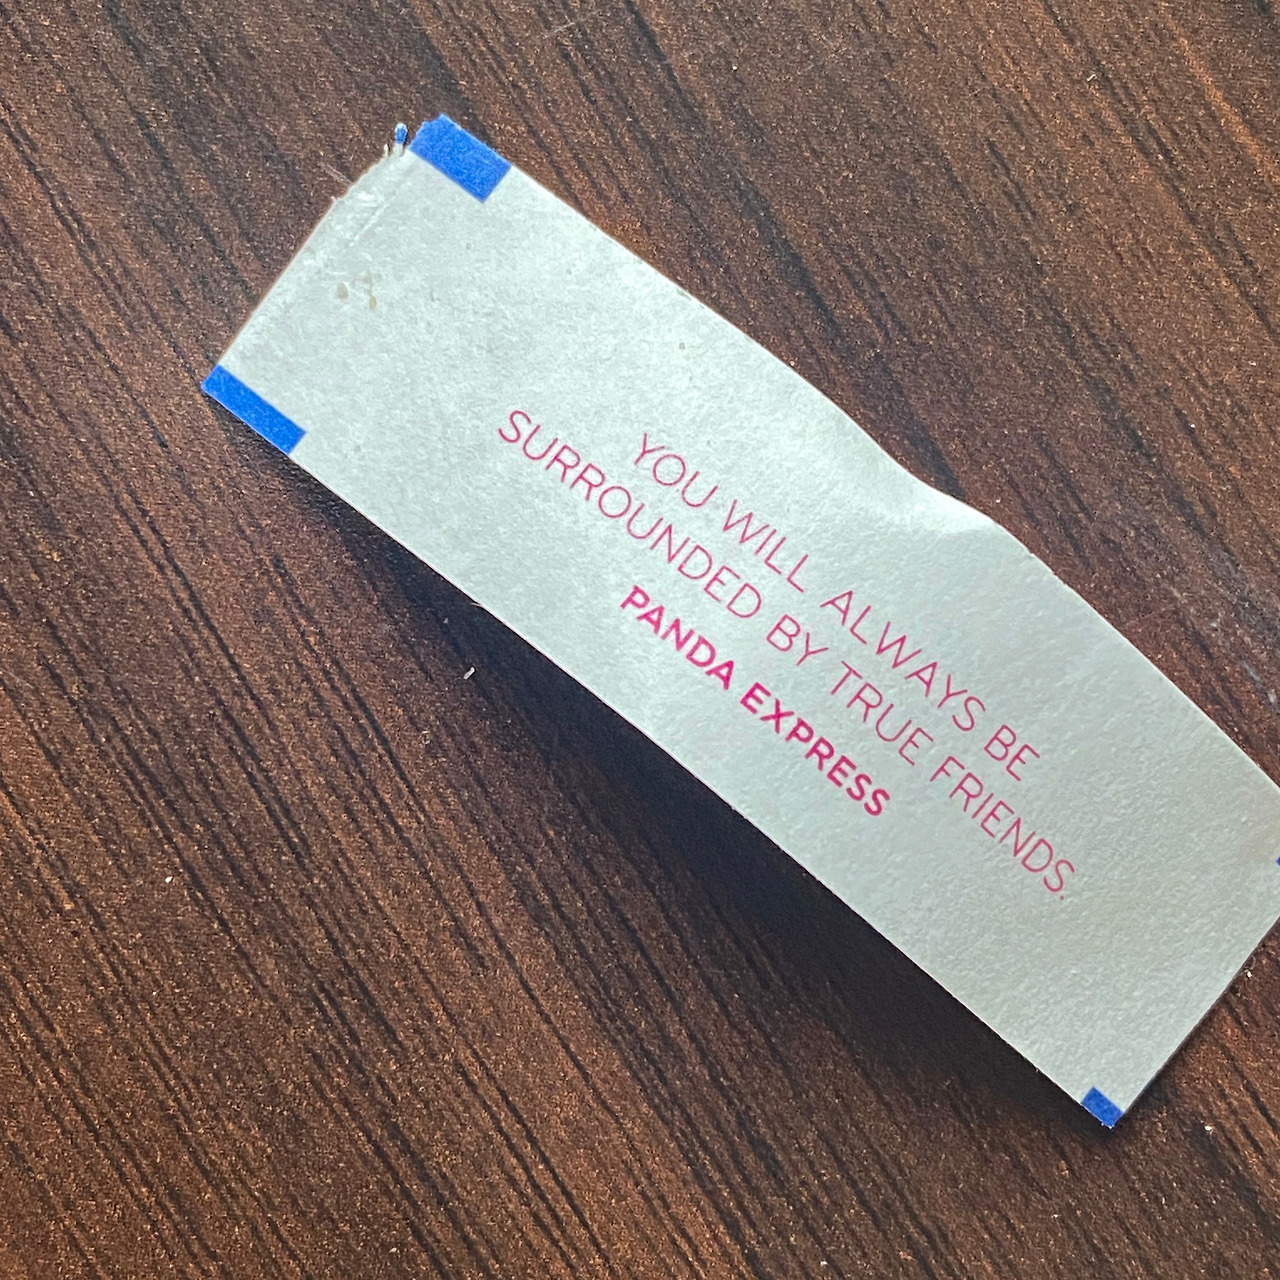 YOU WILL ALWAYS BE
SURROUNDED BY TRUE FRIENDS.
PANDA EXPRESS